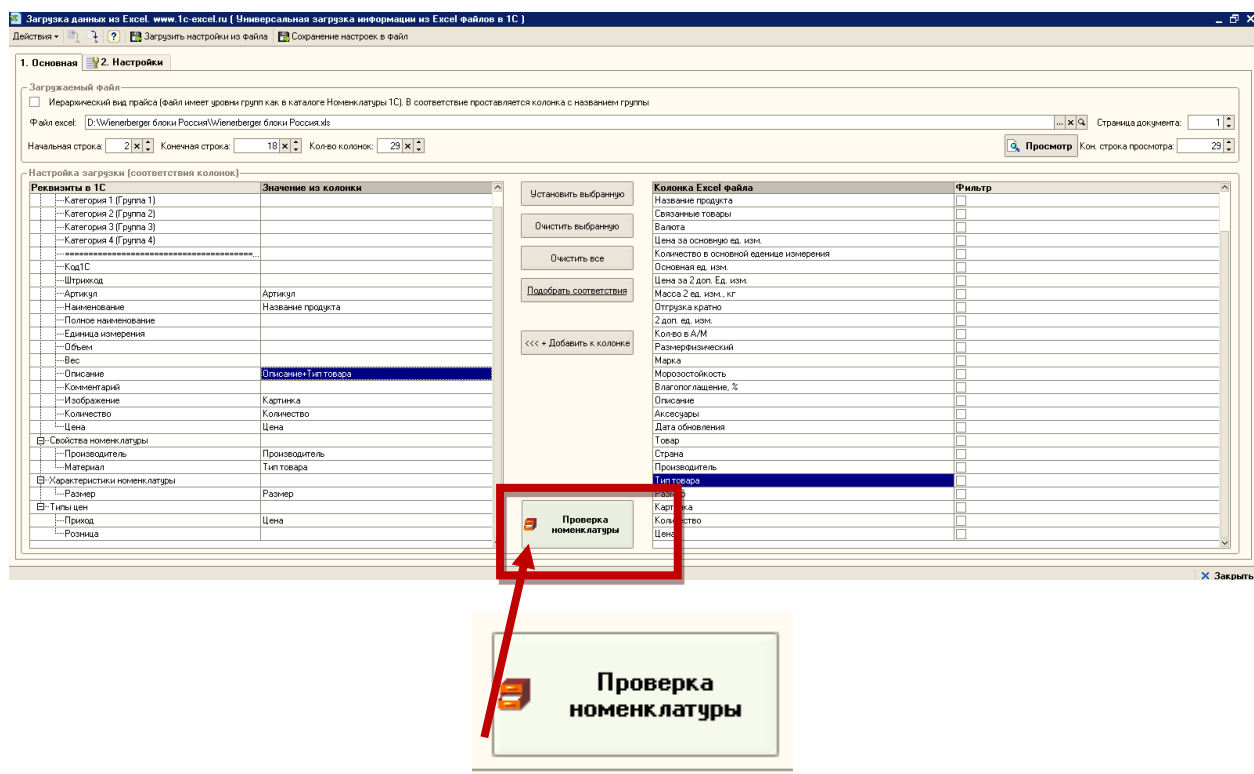 Загрузка данных из Excel. www.1c-excel.ru ( Универсальная загрузка информации из Excel файлов в 1С )
Действия Загрузить настройки из файла Сохранение настроек в файл
1. Основная 2. Настройки
Загружаемый файл
Иерархический вид прайса (файл имеет уровни групп как в каталоге Номенклатуры 1С). В соответствие проставляется колонка с названием группы
Файл excel: D:\Wienerberger блоки Россия\Wienerberger блоки Россия.xls ... x Страница документа: 1
Начальная строка: 2 x Конечная строка: 18 x Кол-во колонок: 29 x Просмотр Кон. строка просмотра: 29
Настройка загрузки (соответствия колонок)
Реквизиты в 1С Значение из колонки
Категория 1 (Группа 1)
Категория 2 (Группа 2)
Категория 3 (Группа 3)
Категория 4 (Группа 4)
========================================...
Код1С
Штрихкод
Артикул Артикул
Наименование Название продукта
Полное наименование
Единица измерения
Объем
Вес
Описание Описание+Тип товара
Комментарий
Изображение Картинка
Количество Количество
Цена Цена
Свойства номенклатуры
Производитель Производитель
Материал Тип товара
Характеристики номенклатуры
Размер Размер
Типы цен
Приход Цена
Розница
Установить выбранную
Очистить выбранную
Очистить все
Подобрать соответствия
<<< + Добавить к колонке
Проверка
номенклатуры
Колонка Excel файла Фильтр
Название продукта
Связанные товары
Валюта
Цена за основную ед. изм.
Количество в основной еденице измерения
Основная ед. изм.
Цена за 2 доп. Ед. изм.
Масса 2 ед. изм., кг
Отгрузка кратно
2 доп. ед. изм.
Кол-во в А/М
Размерфизический
Марка
Морозостойкость
Влагопоглащение, %
Описание
Аксесуары
Дата обновления
Товар
Страна
Производитель
Тип товара
Размер
Картинка
Количество
Цена
Закрыть
Проверка
номенклатуры